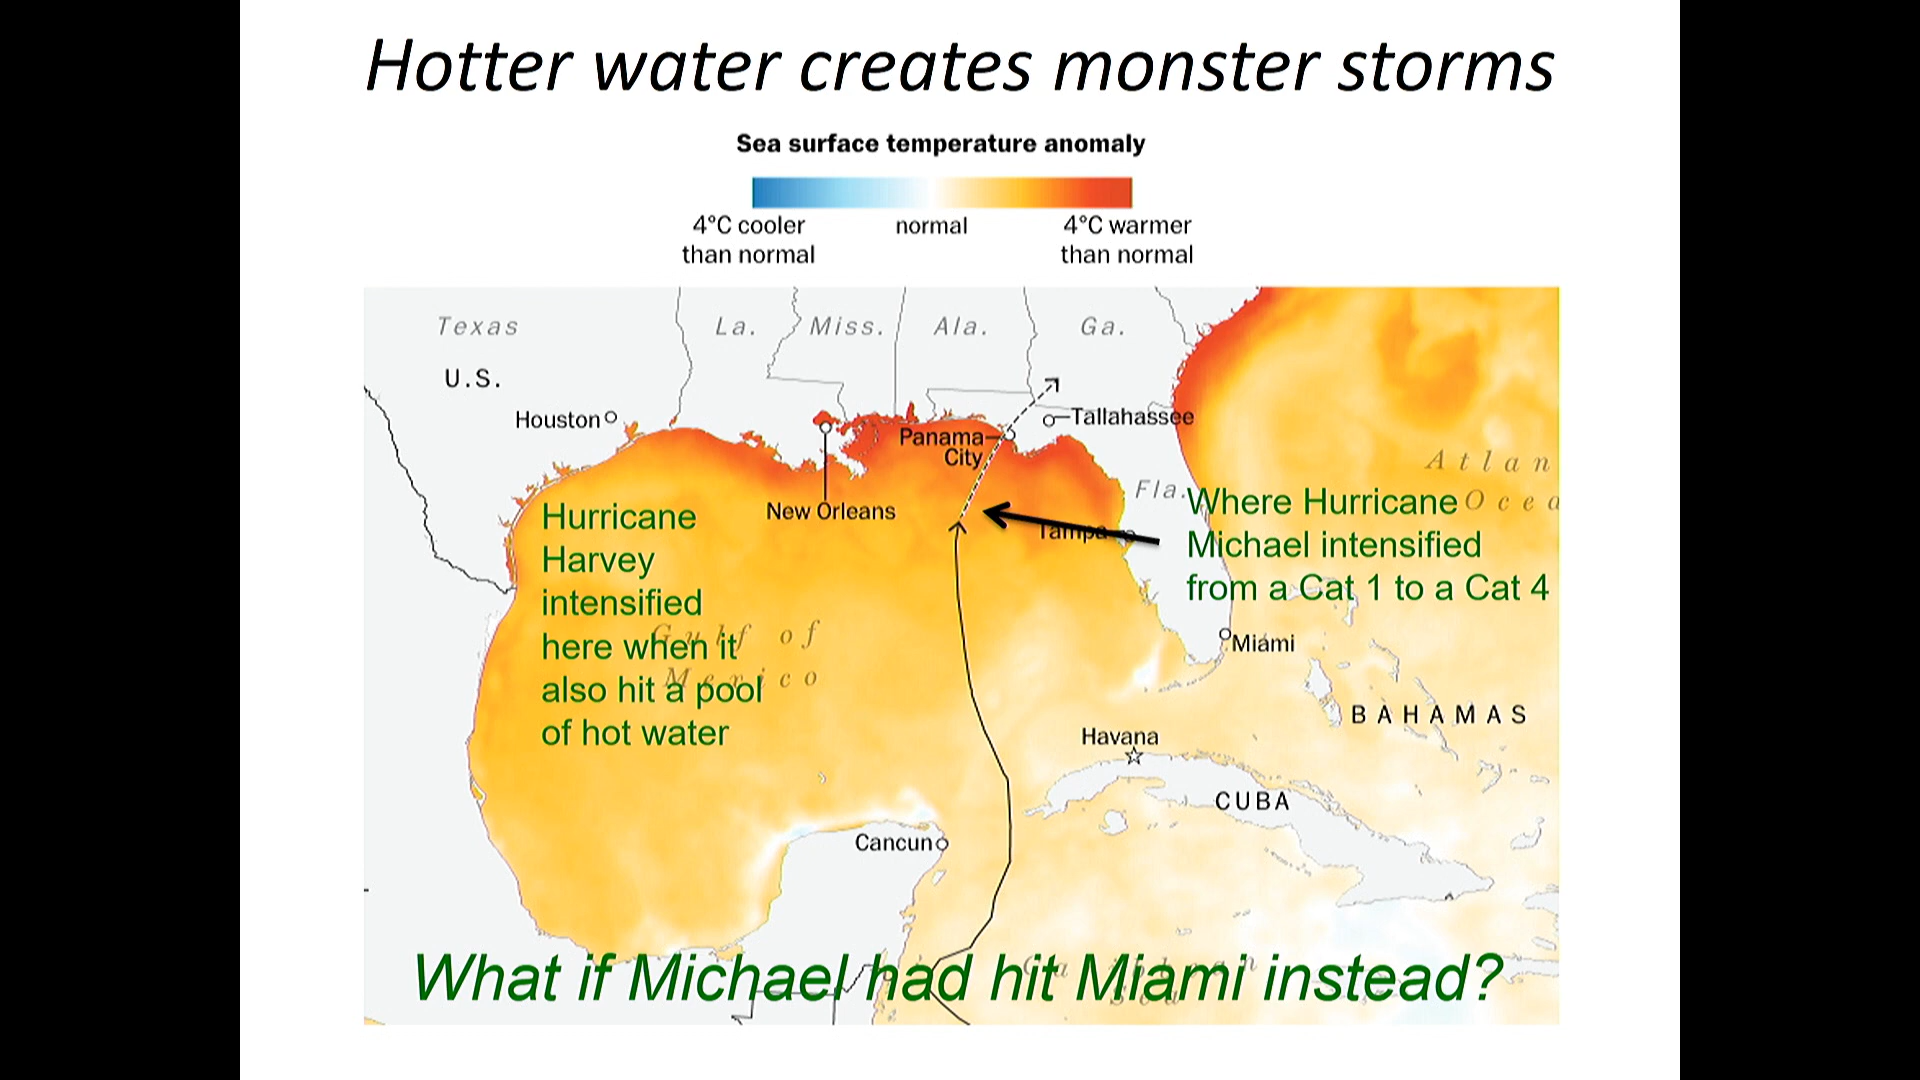 Hotter water creates monster storms
Sea surface temperature anomaly
4°C cooler
than normal
normal
4°C warmer
than normal
Texas
La.
Miss.
Ala.
Ga.
U.S.
Houston
Tallahassee
Panama
City
Atlan
Ocea
Fla.
New Orleans
Tampa
Hurricane
Harvey
intensified
here when it
also hit a pool
of hot water
Where Hurricane
Michael intensified
from a Cat 1 to a Cat 4
Gulf of
Mexico
Miami
BAHAMAS
Havana
CUBA
Cancun
What if Michael had hit Miami instead?